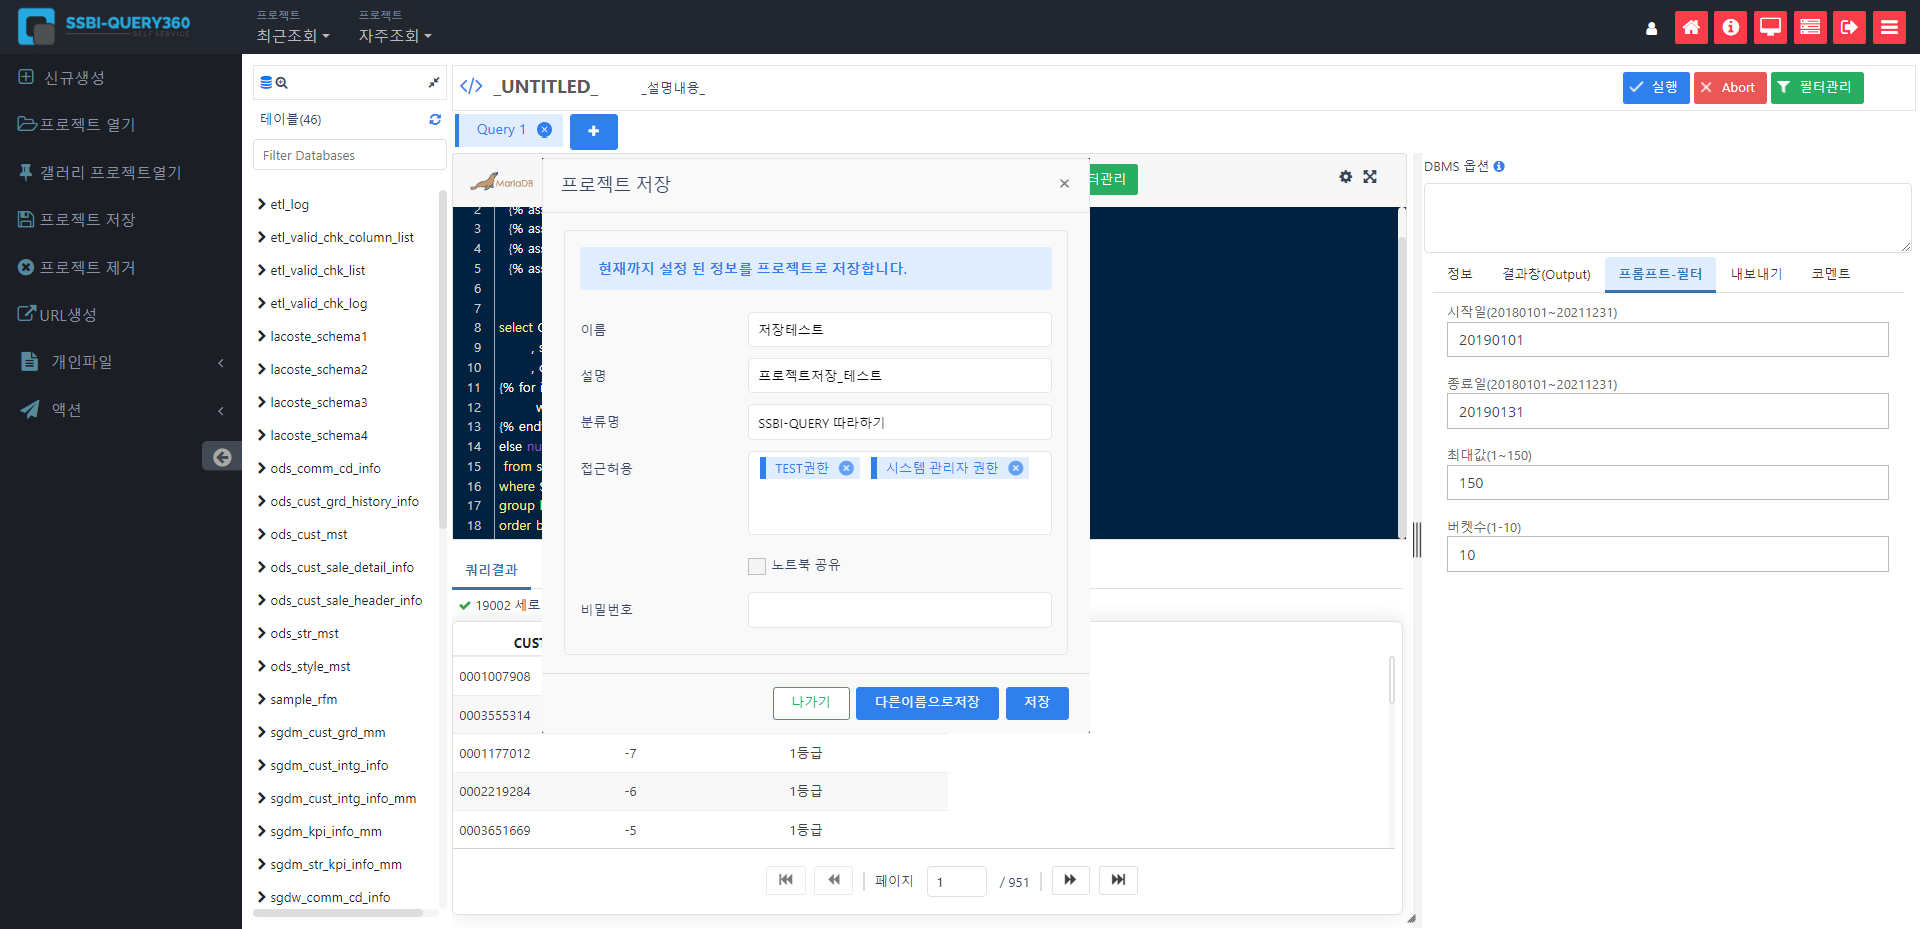 SSBI-QUERY360
SELF SERVICE
프로젝트
최근조회
프로젝트
자주조회
신규생성
프로젝트 열기
갤러리 프로젝트열기
프로젝트 저장
프로젝트 제거
URL생성
개인파일
액션
테이블(46)
Filter Databases
etl_log
etl_valid_chk_column_list
etl_valid_chk_list
etl_valid_chk_log
lacoste_schema1
lacoste_schema2
lacoste_schema3
lacoste_schema4
ods_comm_cd_info
ods_cust_grd_history_info
ods_cust_mst
ods_cust_sale_detail_info
ods_cust_sale_header_info
ods_str_mst
ods_style_mst
sample_rfm
sgdm_cust_grd_mm
sgdm_cust_intg_info
sgdm_cust_intg_info_mm
sgdm_kpi_info_mm
sgdm_str_kpi_info_mm
sgdw_comm_cd_info
</> _UNTITLED_ _설명내용_
실행
Abort
필터관리
Query 1
MariaDB
터관리
2 {% as
3 {% as
4 {% as
5 {% as
6
7
8 select
9 , s
10 ,
11 {% for i
12 w
13 {% end
14 else nu
15 from s
16 where
17 group
18 order b
쿼리결과
19002 세로
CUST
0001007908
0003555314
0001177012 -7 1등급
0002219284 -6 1등급
0003651669 -5 1등급
페이지 1 / 951
프로젝트 저장 ×
현재까지 설정 된 정보를 프로젝트로 저장합니다.
이름 저장테스트
설명 프로젝트저장_테스트
분류명 SSBI-QUERY 따라하기
접근허용 TEST권한 시스템 관리자 권한
노트북 공유
비밀번호
나가기 다른이름으로저장 저장
DBMS 옵션
정보 결과창(Output) 프롬프트-필터 내보내기 코멘트
시작일(20180101~20211231)
20190101
종료일(20180101~20211231)
20190131
최대값(1~150)
150
버켓수(1-10)
10